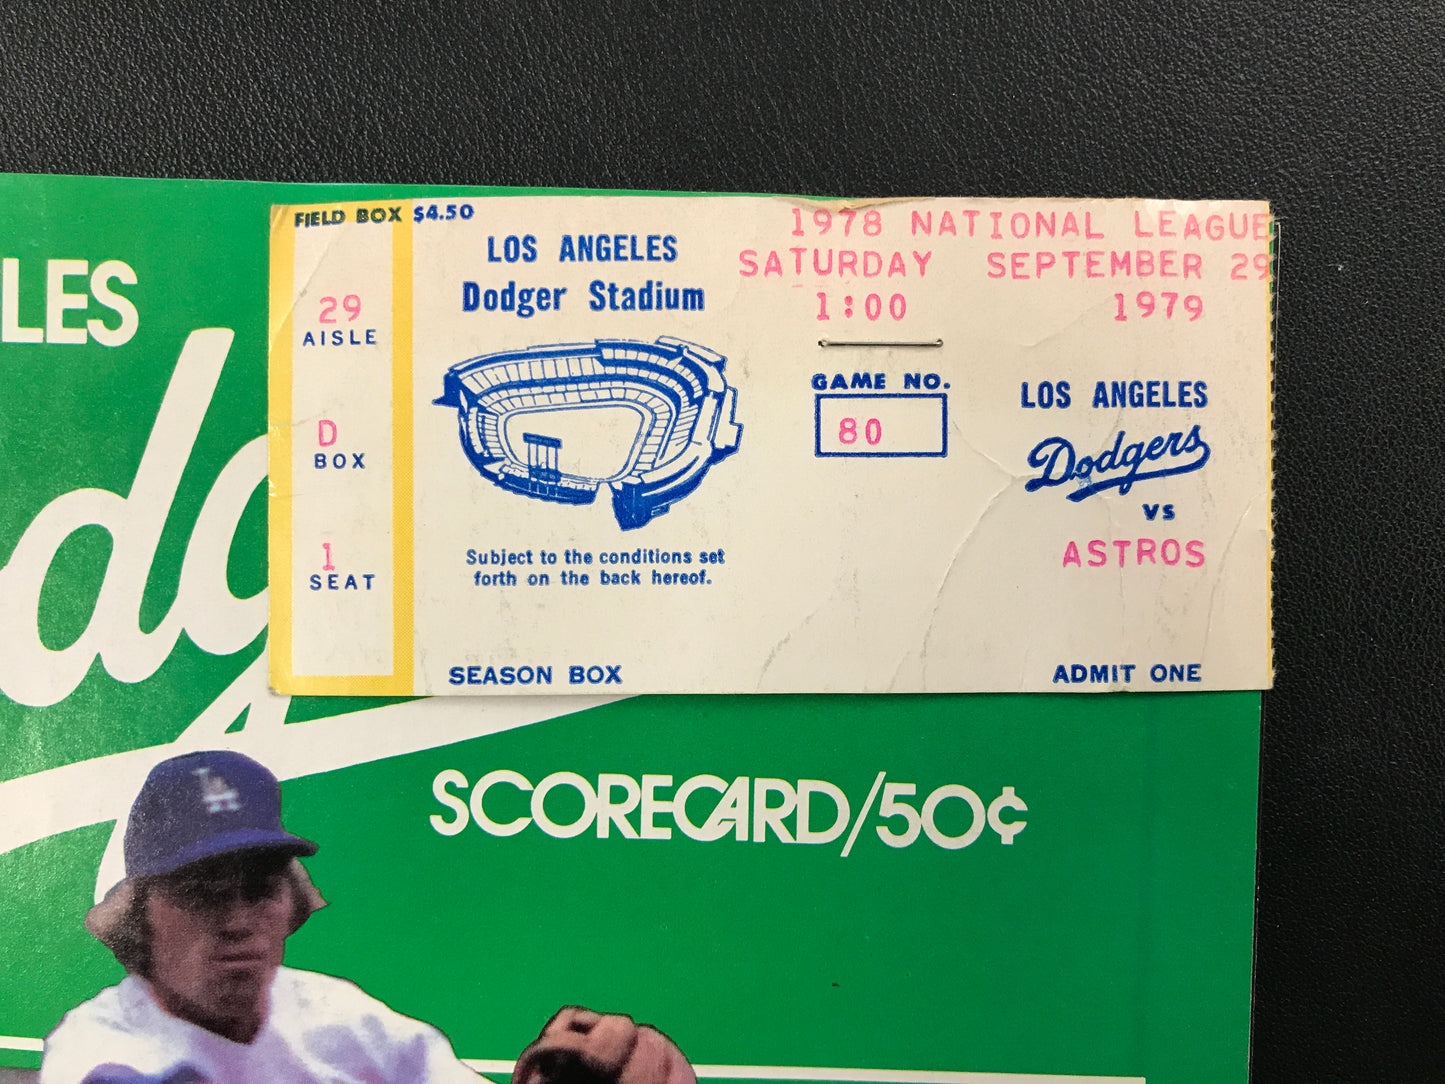 FIELD BOX $4.50
29
AISLE
D
BOX
1
SEAT
LOS ANGELES
Dodger Stadium
Subject to the conditions set
forth on the back hereof.
SEASON BOX
1978 NATIONAL LEAGUE
SATURDAY SEPTEMBER 29
1:00 1979
GAME NO.
80
LOS ANGELES
Dodgers
VS
ASTROS
ADMIT ONE
LES
dg
SCORECARD/50¢
LA